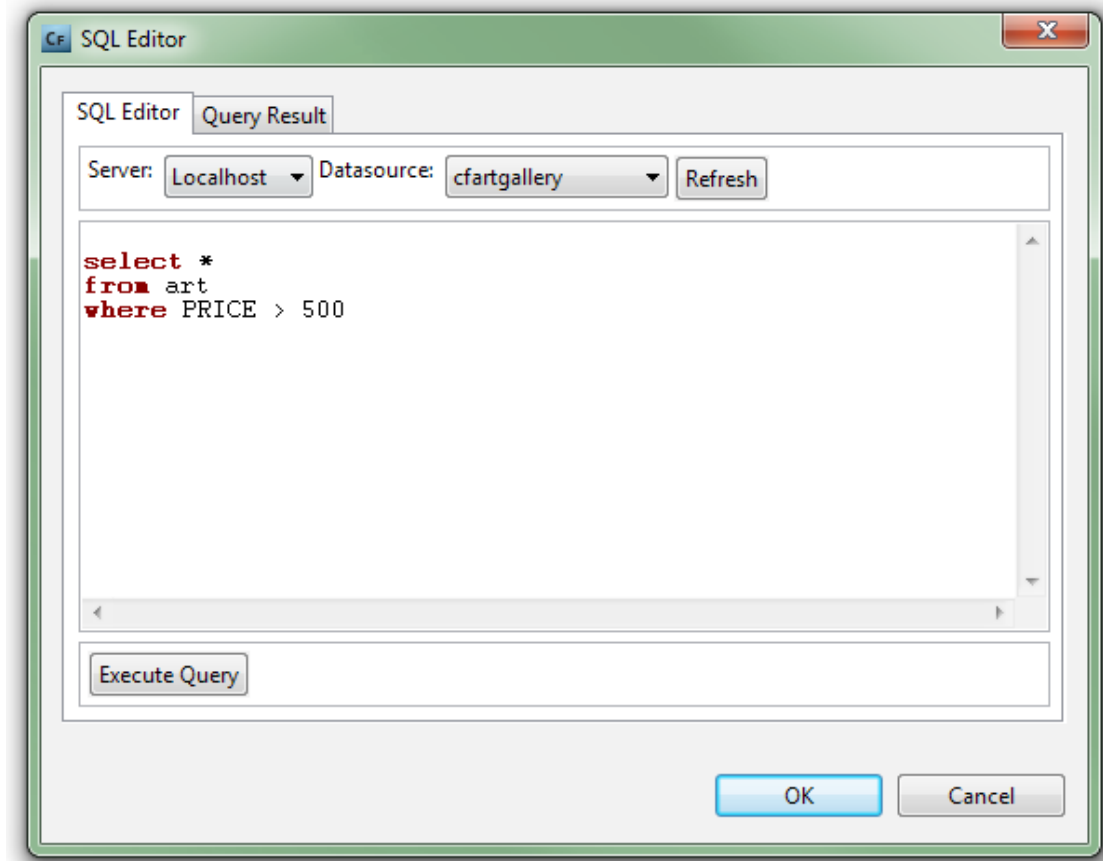 CF SQL Editor
SQL Editor Query Result
Server: Localhost Datasource: cfartgallery Refresh
select *
from art
where PRICE > 500
Execute Query
OK Cancel